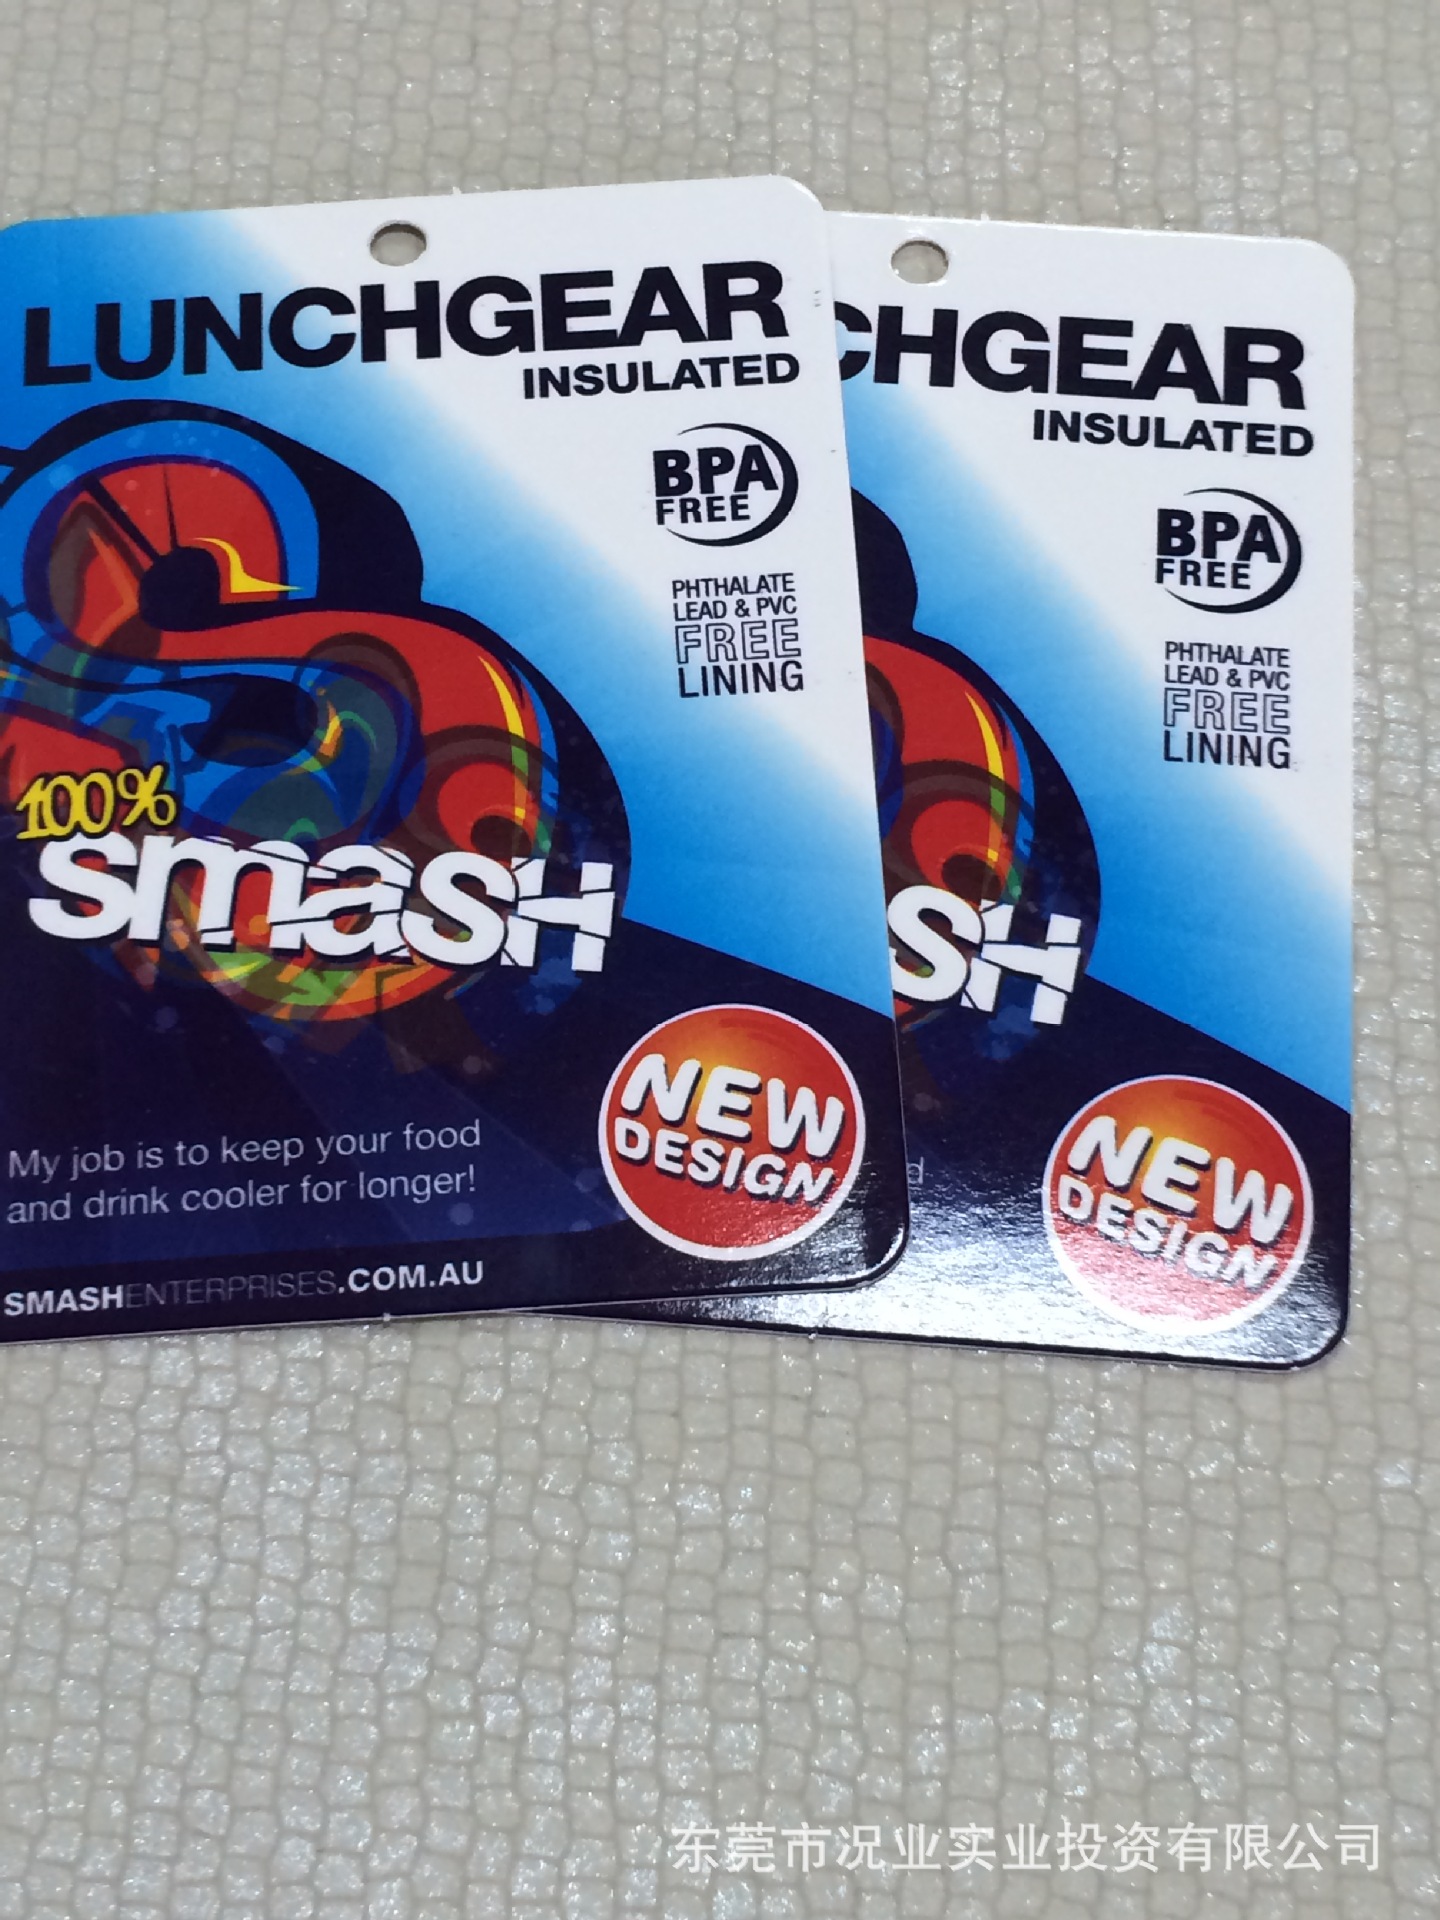 LUNCHGEAR
INSULATED
BPA
FREE
PHTHALATE
LEAD & PVC
FREE
LINING
100%
smasH
NEW
DESIGN
My job is to keep your food
and drink cooler for longer!
SMASHENTERPRISES.COM.AU
CHGEAR
INSULATED
BPA
FREE
PHTHALATE
LEAD & PVC
FREE
LINING
sH
NEW
DESIGN
d
东莞市况业实业投资有限公司